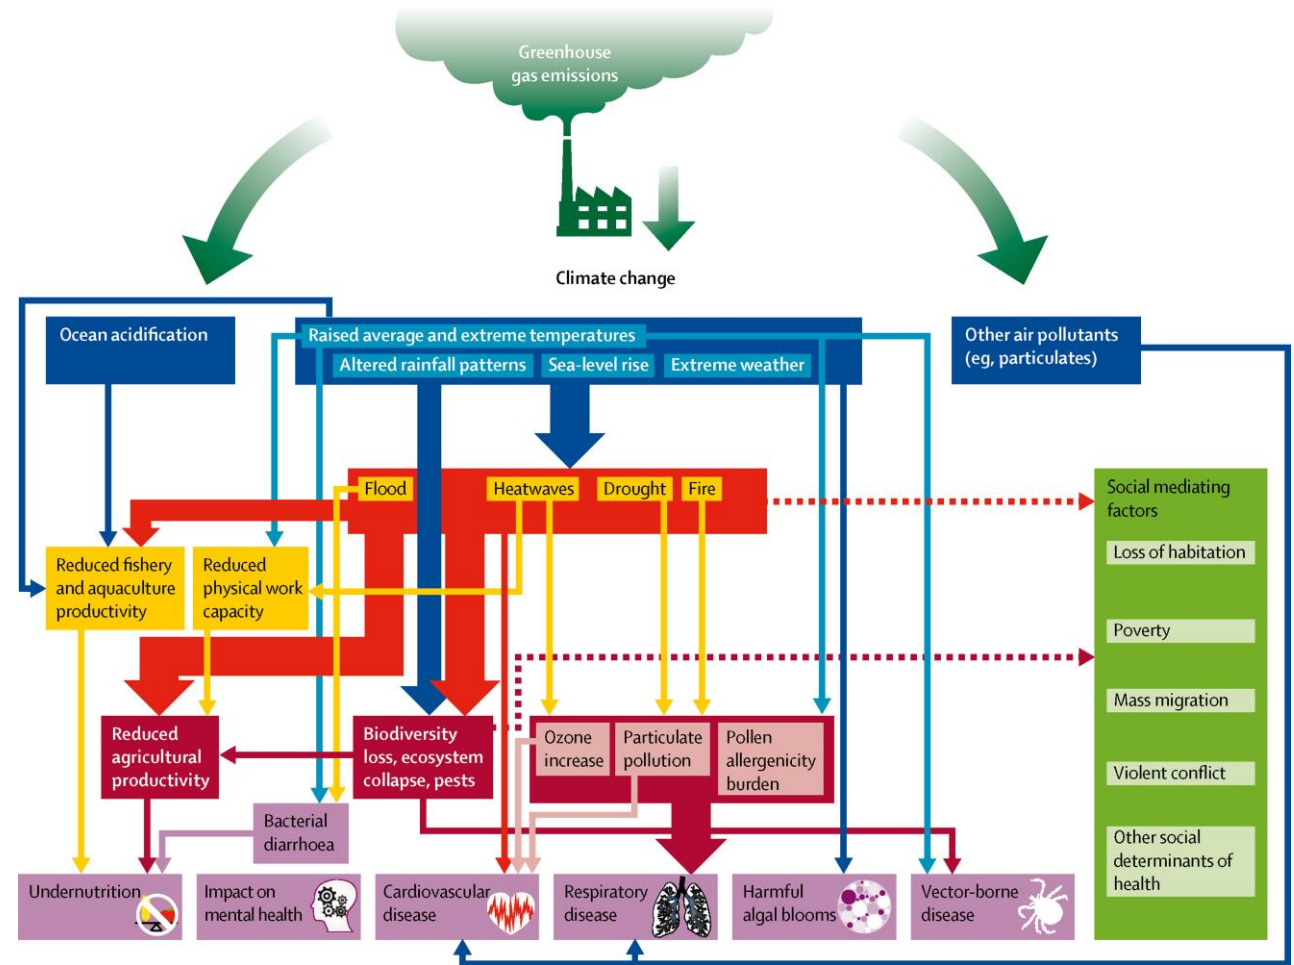 Greenhouse
gas emissions
Climate change
Ocean acidification
Raised average and extreme temperatures
Altered rainfall patterns
Sea-level rise
Extreme weather
Other air pollutants
(eg, particulates)
Flood
Heatwaves
Drought
Fire
Social mediating
factors
Loss of habitation
Poverty
Mass migration
Violent conflict
Other social
determinants of
health
Reduced fishery
and aquaculture
productivity
Reduced
physical work
capacity
Reduced
agricultural
productivity
Biodiversity
loss, ecosystem
collapse, pests
Ozone
increase
Particulate
pollution
Pollen
allergenicity
burden
Bacterial
diarrhoea
Undernutrition
Impact on
mental health
Cardiovascular
disease
Respiratory
disease
Harmful
algal blooms
Vector-borne
disease